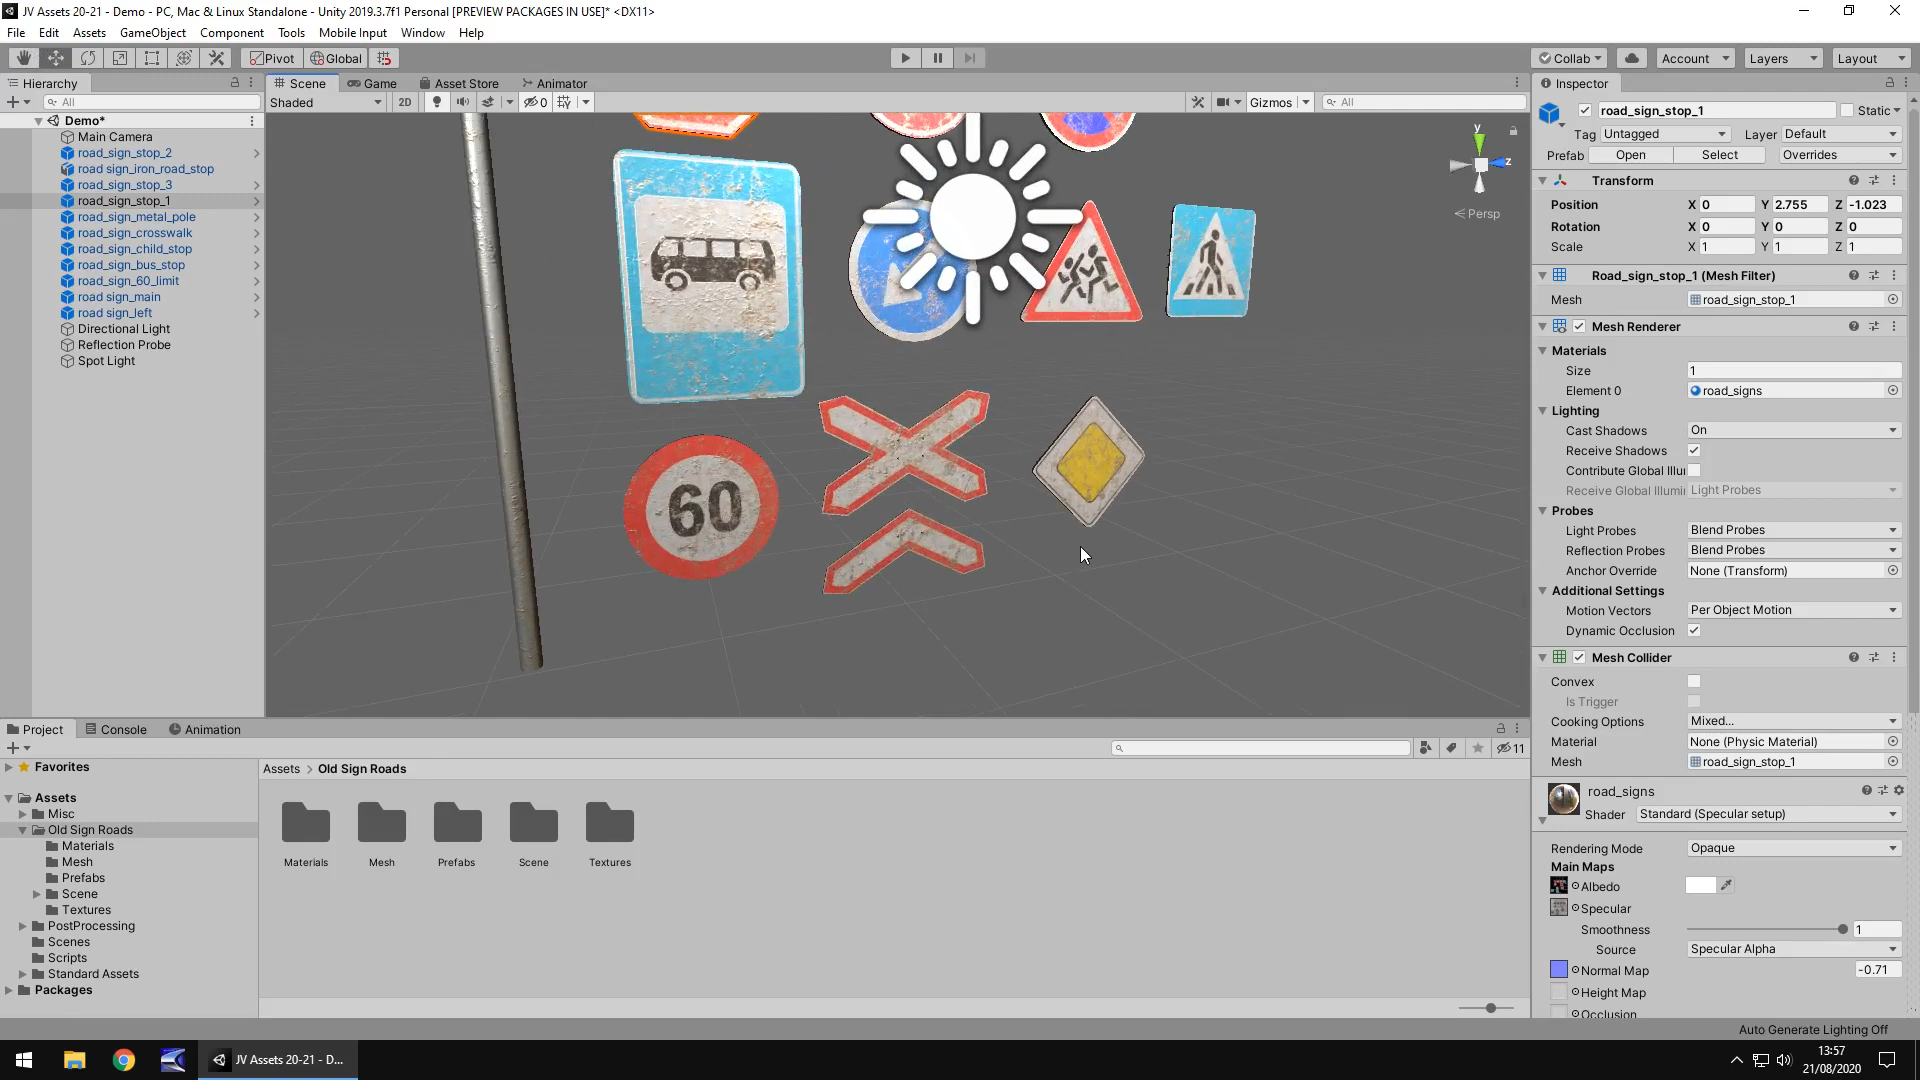 JV Assets 20-21 - Demo - PC, Mac & Linux Standalone - Unity 2019.3.7f1 Personal [PREVIEW PACKAGES IN USE]* <DX11>
File Edit Assets GameObject Component Tools Mobile Input Window Help
Pivot Global Collab Account Layers Layout
Hierarchy
All
Demo*
Main Camera
road_sign_stop_2
road sign_iron_road_stop
road_sign_stop_3
road_sign_stop_1
road_sign_metal_pole
road_sign_crosswalk
road_sign_child_stop
road_sign_bus_stop
road_sign_60_limit
road sign_main
road sign_left
Directional Light
Reflection Probe
Spot Light
Scene Game Asset Store Animator
Shaded 2D 0 Gizmos All
y
z
Persp
60
Inspector
road_sign_stop_1 Static
Tag Untagged Layer Default
Prefab Open Select Overrides
Transform
Position X 0 Y 2.755 Z -1.023
Rotation X 0 Y 0 Z 0
Scale X 1 Y 1 Z 1
Road_sign_stop_1 (Mesh Filter)
Mesh road_sign_stop_1
Mesh Renderer
Materials
Size 1
Element 0 road_signs
Lighting
Cast Shadows On
Receive Shadows
Contribute Global Illu
Receive Global Illumi Light Probes
Probes
Light Probes Blend Probes
Reflection Probes Blend Probes
Anchor Override None (Transform)
Additional Settings
Motion Vectors Per Object Motion
Dynamic Occlusion
Mesh Collider
Convex
Is Trigger
Cooking Options Mixed...
Material None (Physic Material)
Mesh road_sign_stop_1
road_signs
Shader Standard (Specular setup)
Rendering Mode Opaque
Main Maps
Albedo
Specular
Smoothness 1
Source Specular Alpha
Normal Map -0.71
Height Map
Occlusion
Project Console Animation
11
Favorites
Assets
Misc
Old Sign Roads
Materials
Mesh
Prefabs
Scene
Textures
PostProcessing
Scenes
Scripts
Standard Assets
Packages
Assets > Old Sign Roads
Materials Mesh Prefabs Scene Textures
Auto Generate Lighting Off
JV Assets 20-21 - D...
13:57
21/08/2020